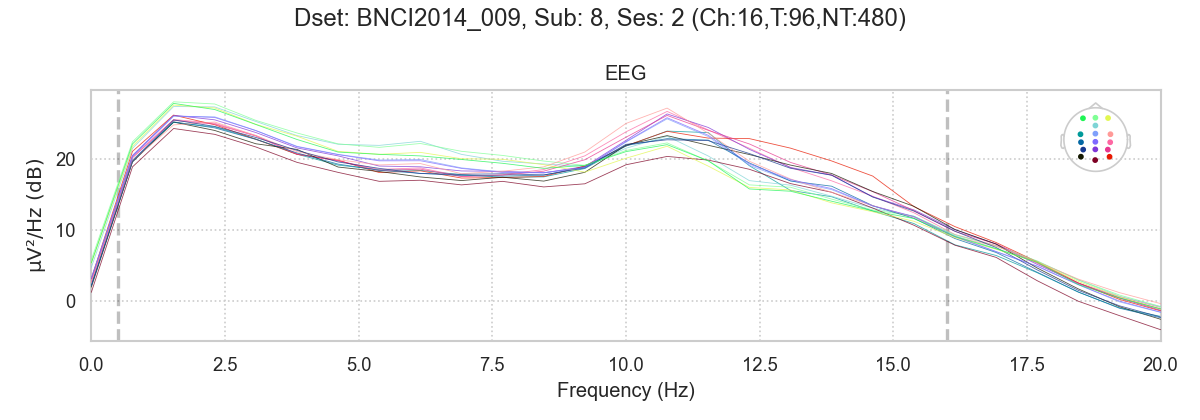 Dset: BNCI2014_009, Sub: 8, Ses: 2 (Ch:16,T:96,NT:480)
EEG
µV²/Hz (dB)
20
10
0
0.0 2.5 5.0 7.5 10.0 12.5 15.0 17.5 20.0
Frequency (Hz)